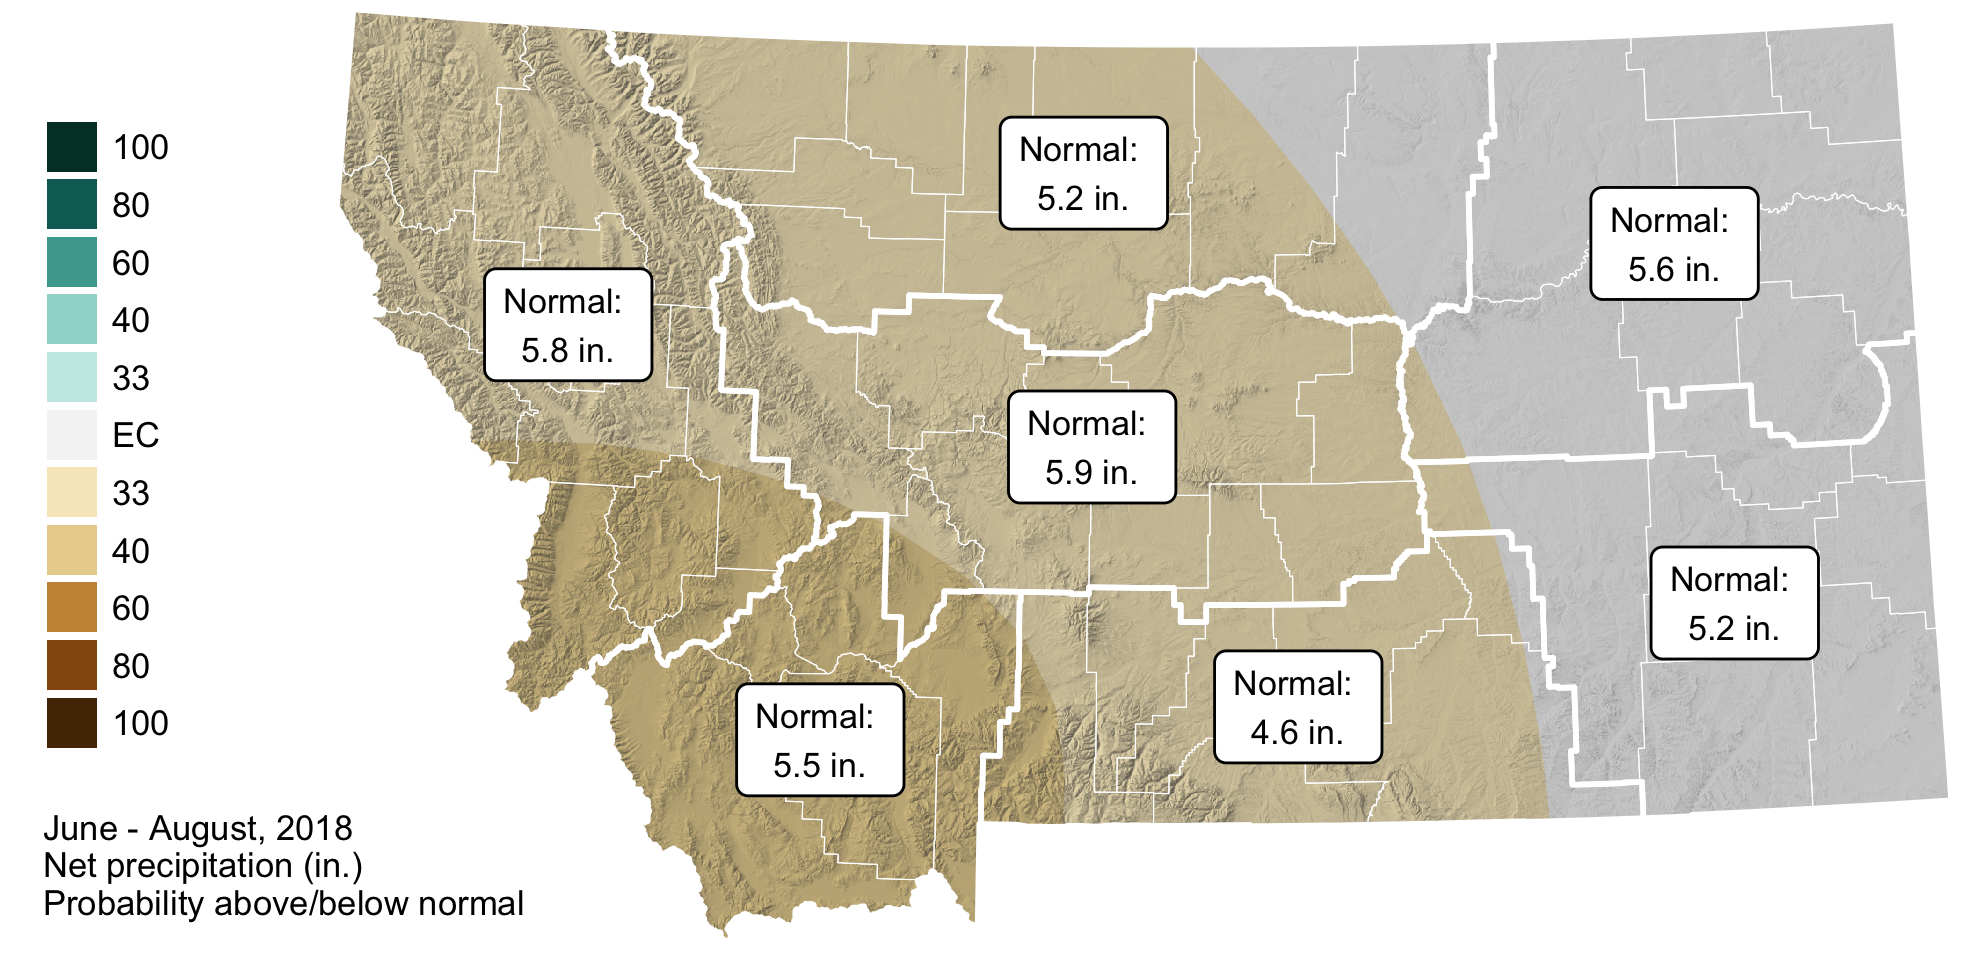 100
80
60
40
33
EC
33
40
60
80
100
June - August, 2018
Net precipitation (in.)
Probability above/below normal
Normal:
5.2 in.
Normal:
5.6 in.
Normal:
5.8 in.
Normal:
5.9 in.
Normal:
5.2 in.
Normal:
4.6 in.
Normal:
5.5 in.